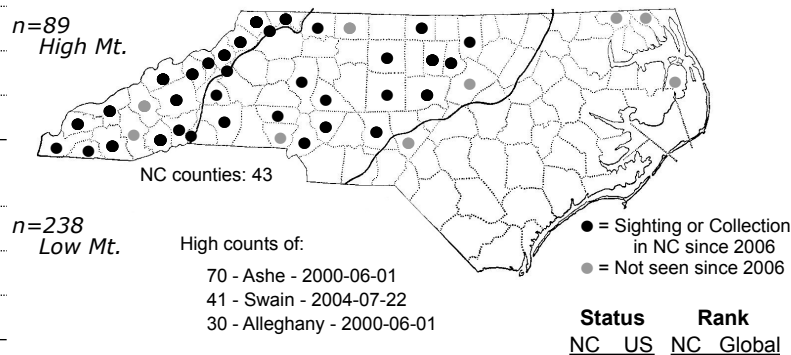 n=89
High Mt.
NC counties: 43
n=238
Low Mt.
High counts of:
70 - Ashe - 2000-06-01
41 - Swain - 2004-07-22
30 - Alleghany - 2000-06-01
= Sighting or Collection
in NC since 2006
= Not seen since 2006
Status Rank
NC US NC Global